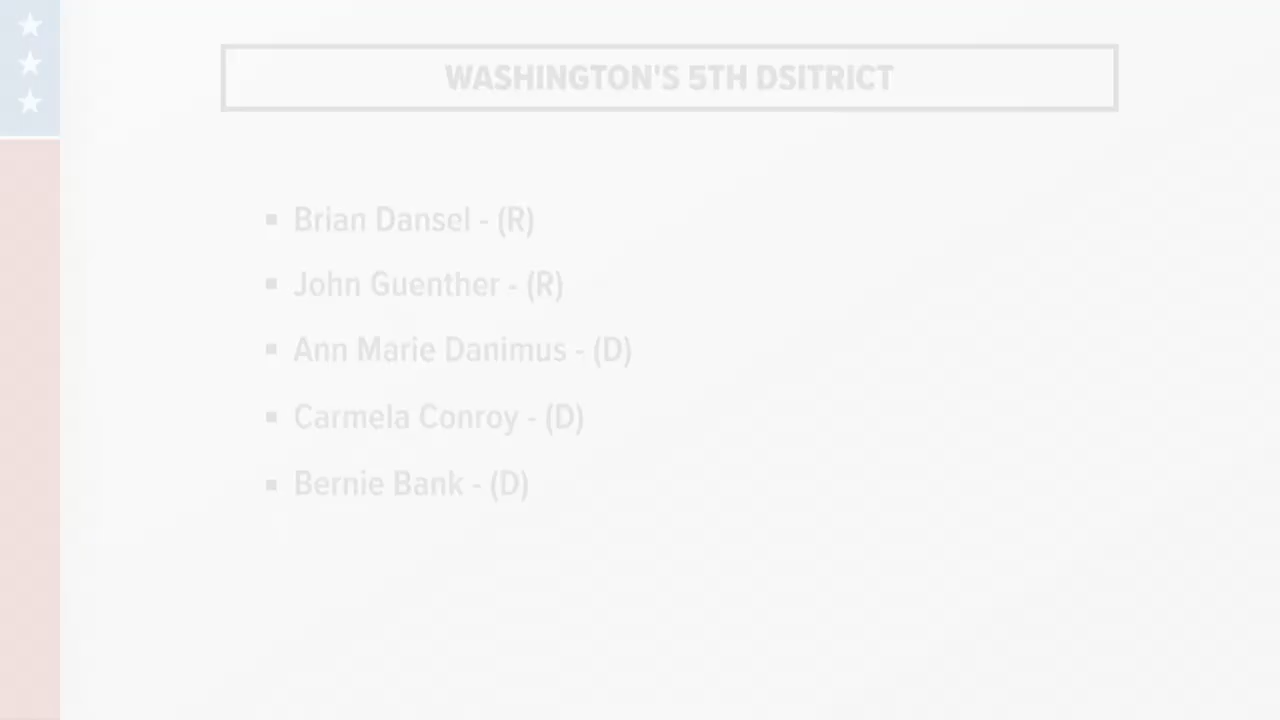 WASHINGTON'S 5TH DSITRICT
▪ Brian Dansel - (R)
▪ John Guenther - (R)
▪ Ann Marie Danimus - (D)
▪ Carmela Conroy - (D)
▪ Bernie Bank - (D)